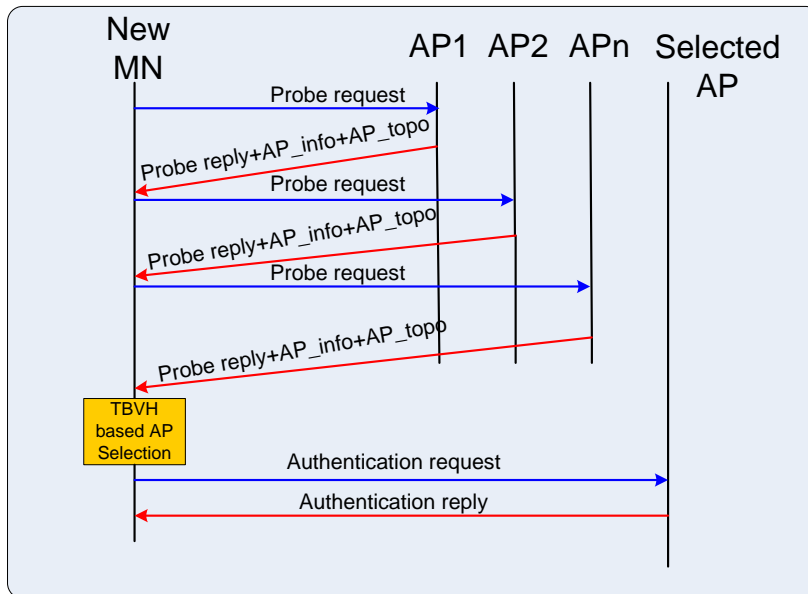 New
MN
AP1
AP2
APn
Selected
AP
Probe request
Probe reply+AP_info+AP_topo
Probe request
Probe reply+AP_info+AP_topo
Probe request
Probe reply+AP_info+AP_topo
TBVH
based AP
Selection
Authentication request
Authentication reply